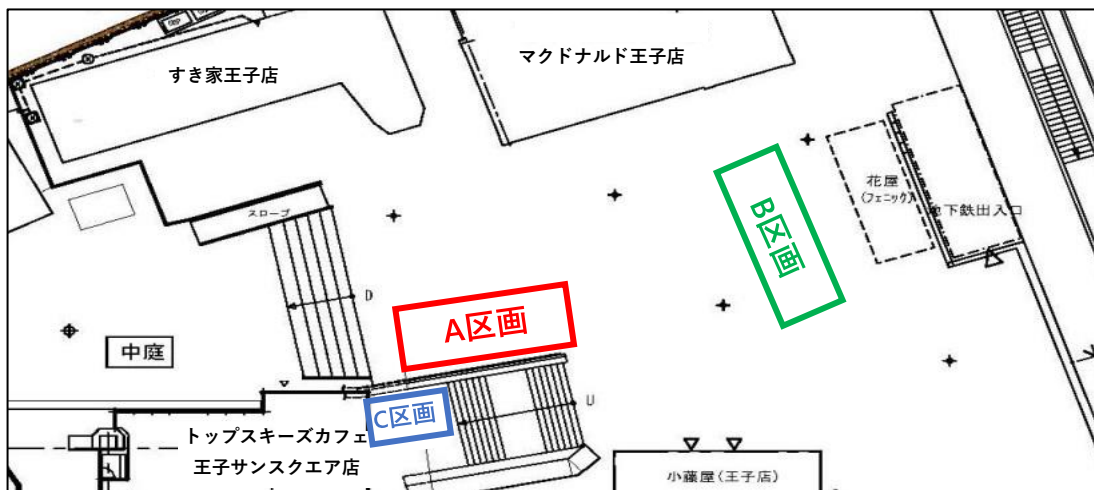 すき家王子店
マクドナルド王子店
スロープ
花屋
(フェニックス)
地下鉄出入口
B区画
D
A区画
中庭
C区画
U
トップスキーズカフェ
王子サンスクエア店
小藤屋(王子店)